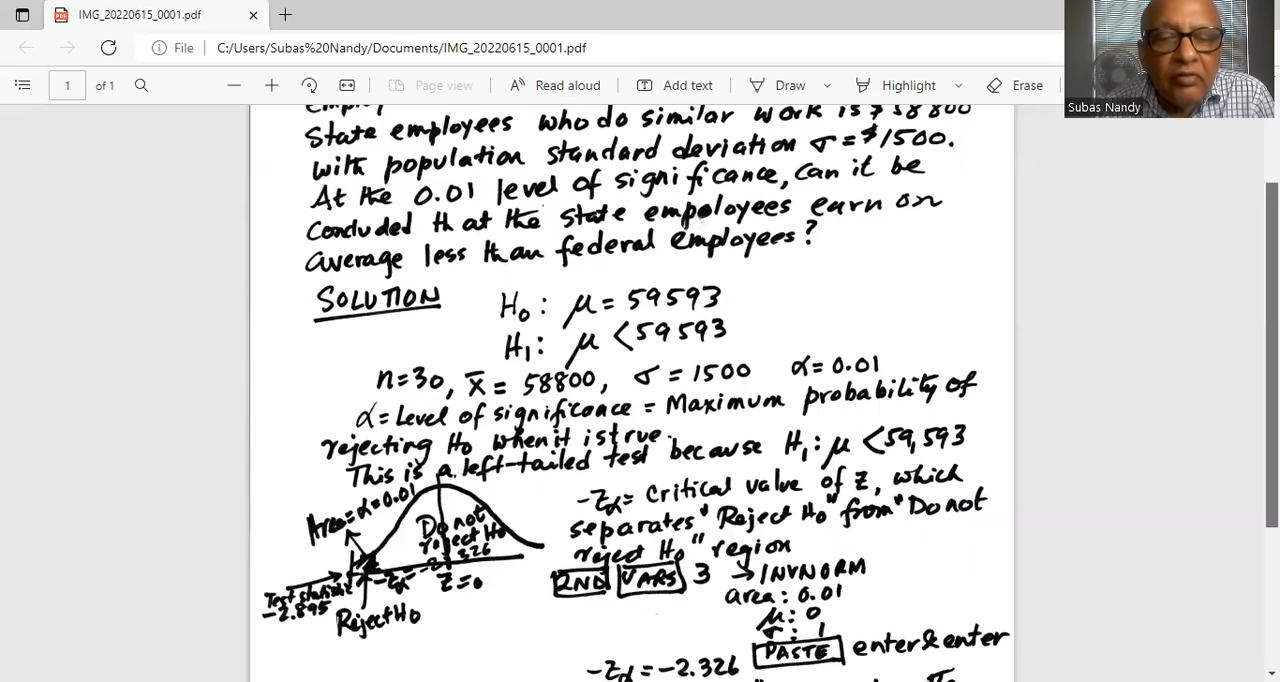 IMG_20220615_0001.pdf
File C:/Users/Subas%20Nandy/Documents/IMG_20220615_0001.pdf
1 of 1 Page view Read aloud Add text Draw Highlight Erase
Subas Nandy
State employees who do similar work is $ 58800
with population standard deviation σ = $1500.
At the 0.01 level of significance, can it be
concluded that the state employees earn on
average less than federal employees?
SOLUTION
H0: μ = 59593
H1: μ < 59593
n=30, x̄ = 58800, σ = 1500 α = 0.01
α = Level of significance = Maximum probability of
rejecting H0 when it is true.
This is a left-tailed test because H1: μ < 59,593
Area = α = 0.01
Do not
reject H0
-Zα = -2.326
Z=0
Test statistic
-2.895
Reject H0
-Zα = Critical value of Z, which
separates "Reject H0" from "Do not
reject H0" region
2ND VARS 3 → INVNORM
area: 0.01
μ: 0
σ: 1
PASTE enter & enter
-Zα = -2.326